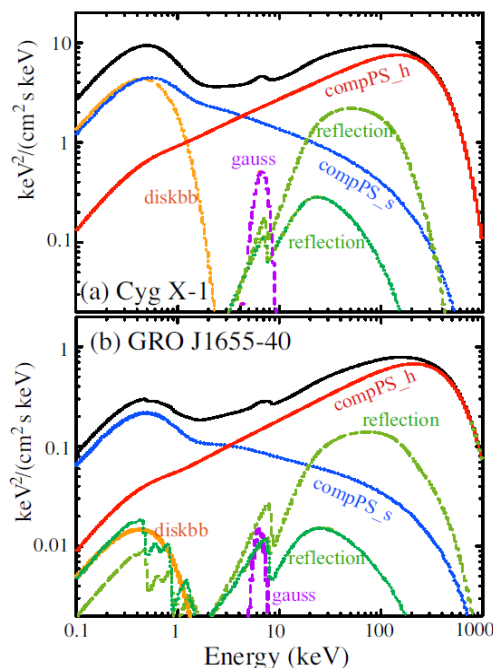 keV²/(cm² s keV)
10
1
0.1
compPS_h
reflection
gauss
compPS_s
diskbb
reflection
(a) Cyg X-1
keV²/(cm² s keV)
1
0.1
0.01
(b) GRO J1655-40
compPS_h
reflection
compPS_s
diskbb
reflection
gauss
0.1 1 10 100 1000
Energy (keV)